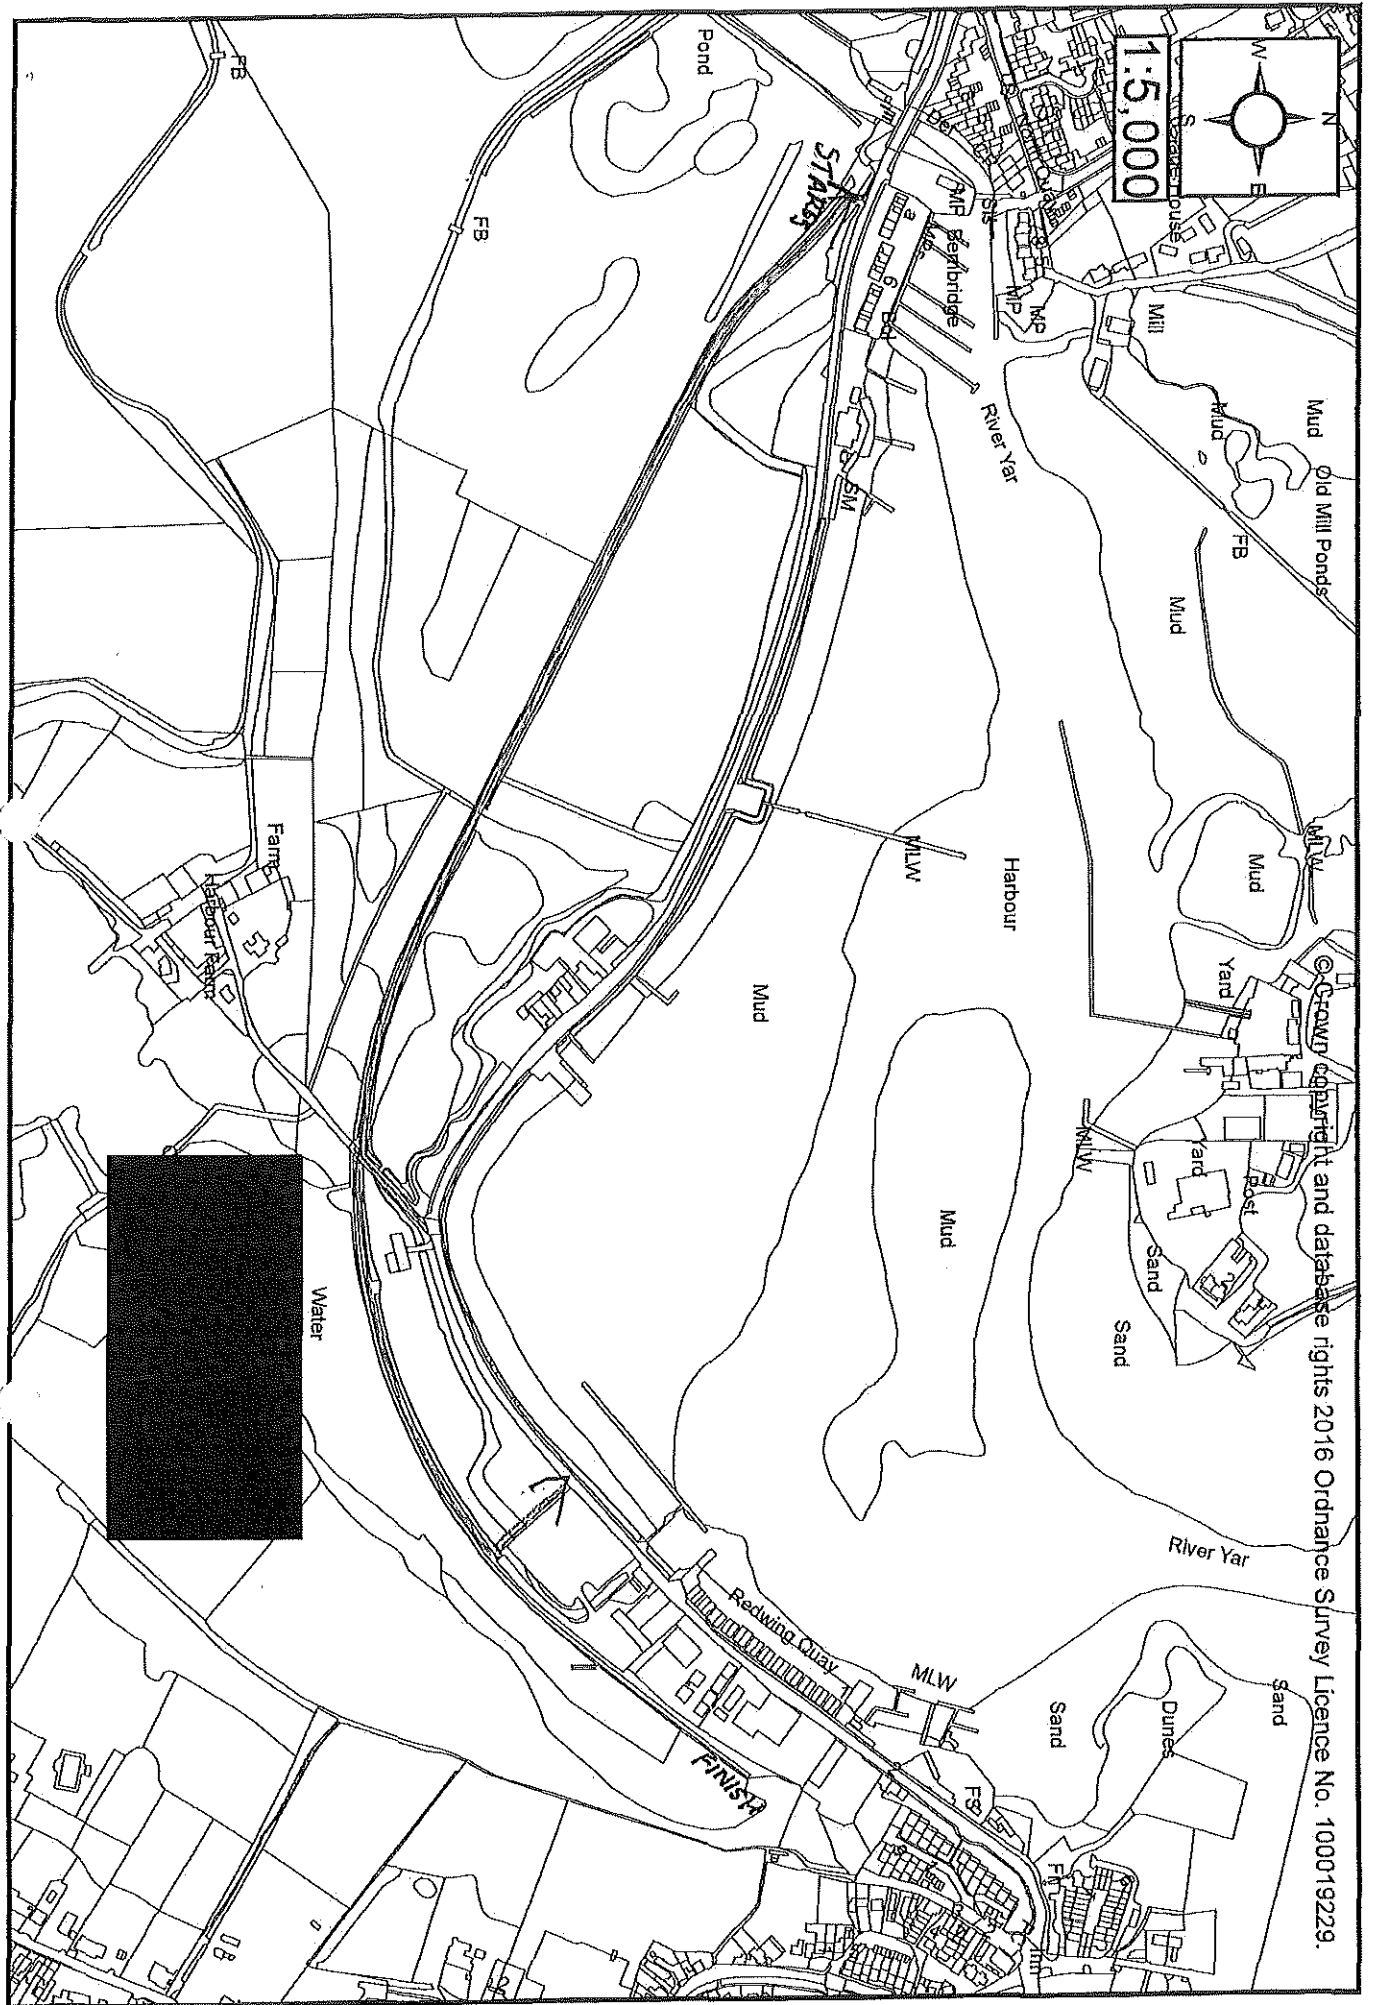 N
W
E
S
1:5,000
© Crown copyright and database rights 2016 Ordnance Survey Licence No. 100019229.
Pond
FB
FB
START
MP
Bembridge
MP
MP
Mill
River Yar
Mud
Mud
Old Mill Ponds
FB
Mud
Mud
MLW
MLW
Harbour
Mud
Yard
Yard
Post
MLW
Sand
Sand
Mud
River Yar
Farm
Harbour Farm
Water
Redwing Quay
1
MLW
Sand
Dunes
Sand
FS
FINISH